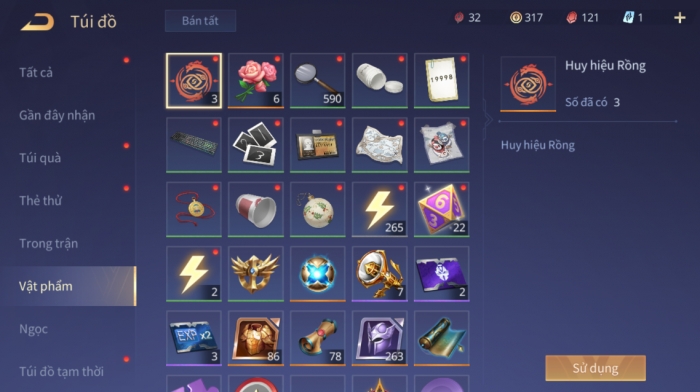 Túi đồ
Bán tất
32
317
121
1
Tất cả
Gần đây nhận
Túi quà
Thẻ thử
Trong trận
Vật phẩm
Ngọc
Túi đồ tạm thời
3
6
590
19998
265
6
22
2
7
2
EXP x2
3
86
78
263
Huy hiệu Rồng
Số đã có 3
Huy hiệu Rồng
Sử dụng